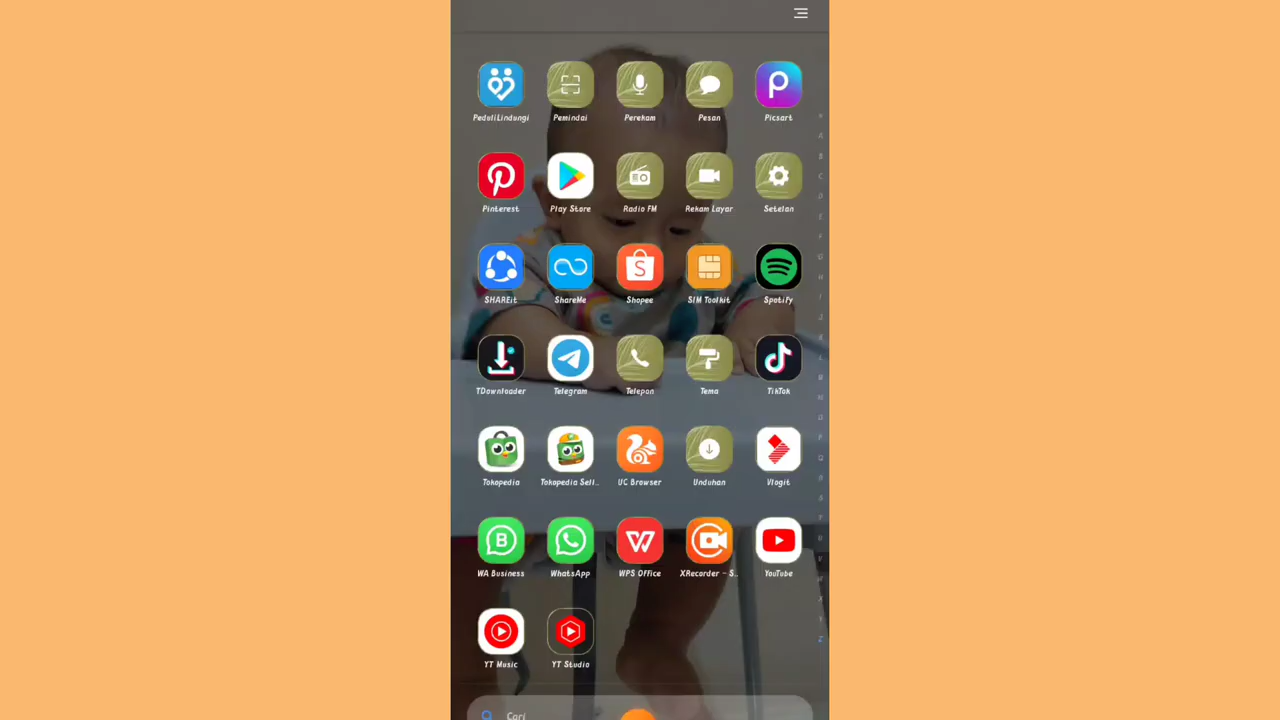 PeduliLindungi Pemindai Perekam Pesan Picsart
Pinterest Play Store Radio FM Rekam Layar Setelan
SHAREit ShareMe Shopee SIM Toolkit Spotify
TDownloader Telegram Telepon Tema TikTok
Tokopedia Tokopedia Sell.. UC Browser Unduhan Vlogit
WA Business WhatsApp WPS Office XRecorder - S.. YouTube
YT Music YT Studio
Cari